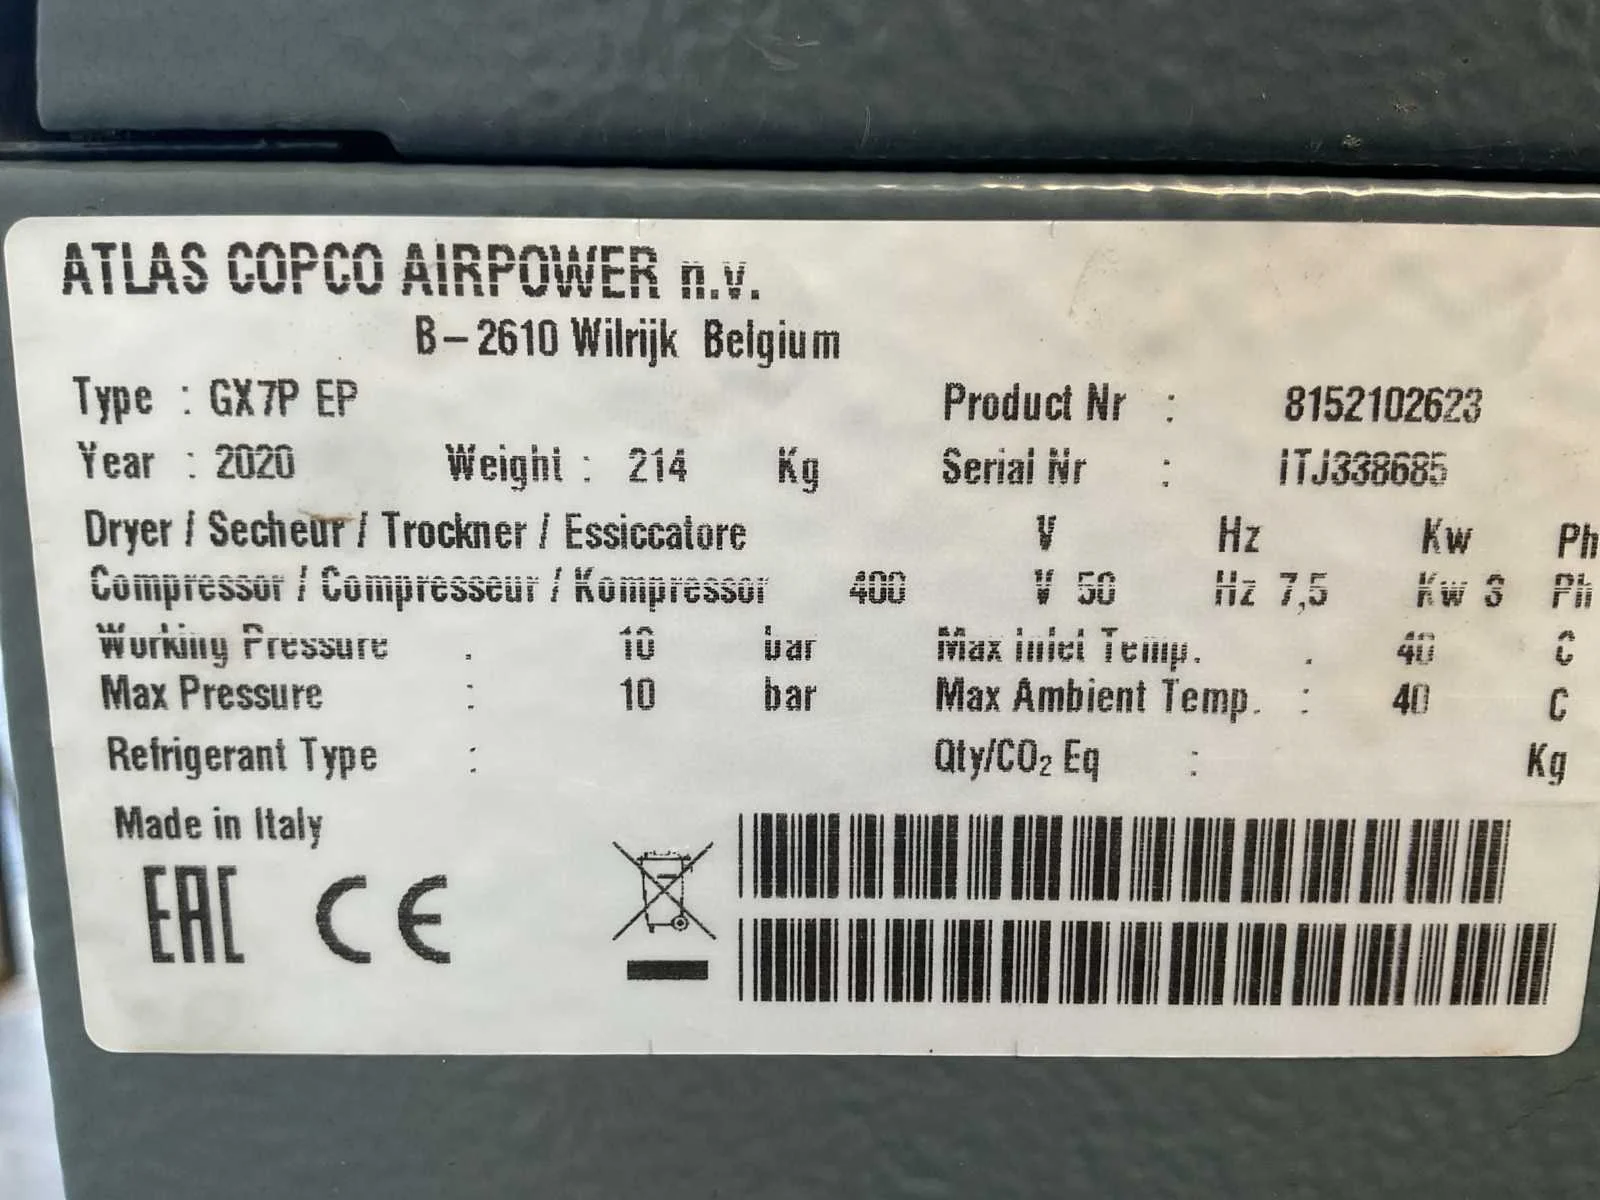 ATLAS COPCO AIRPOWER n.v.
B-2610 Wilrijk Belgium
Type : GX7P EP Product Nr : 8152102623
Year : 2020 Weight : 214 Kg Serial Nr : ITJ338685
Dryer / Secheur / Trockner / Essiccatore V Hz Kw Ph
Compressor / Compresseur / Kompressor 400 V 50 Hz 7,5 Kw 3 Ph
Working Pressure : 10 bar Max Inlet Temp. : 40 C
Max Pressure : 10 bar Max Ambient Temp. : 40 C
Refrigerant Type : Qty/CO₂ Eq : Kg
Made in Italy
EAC CE